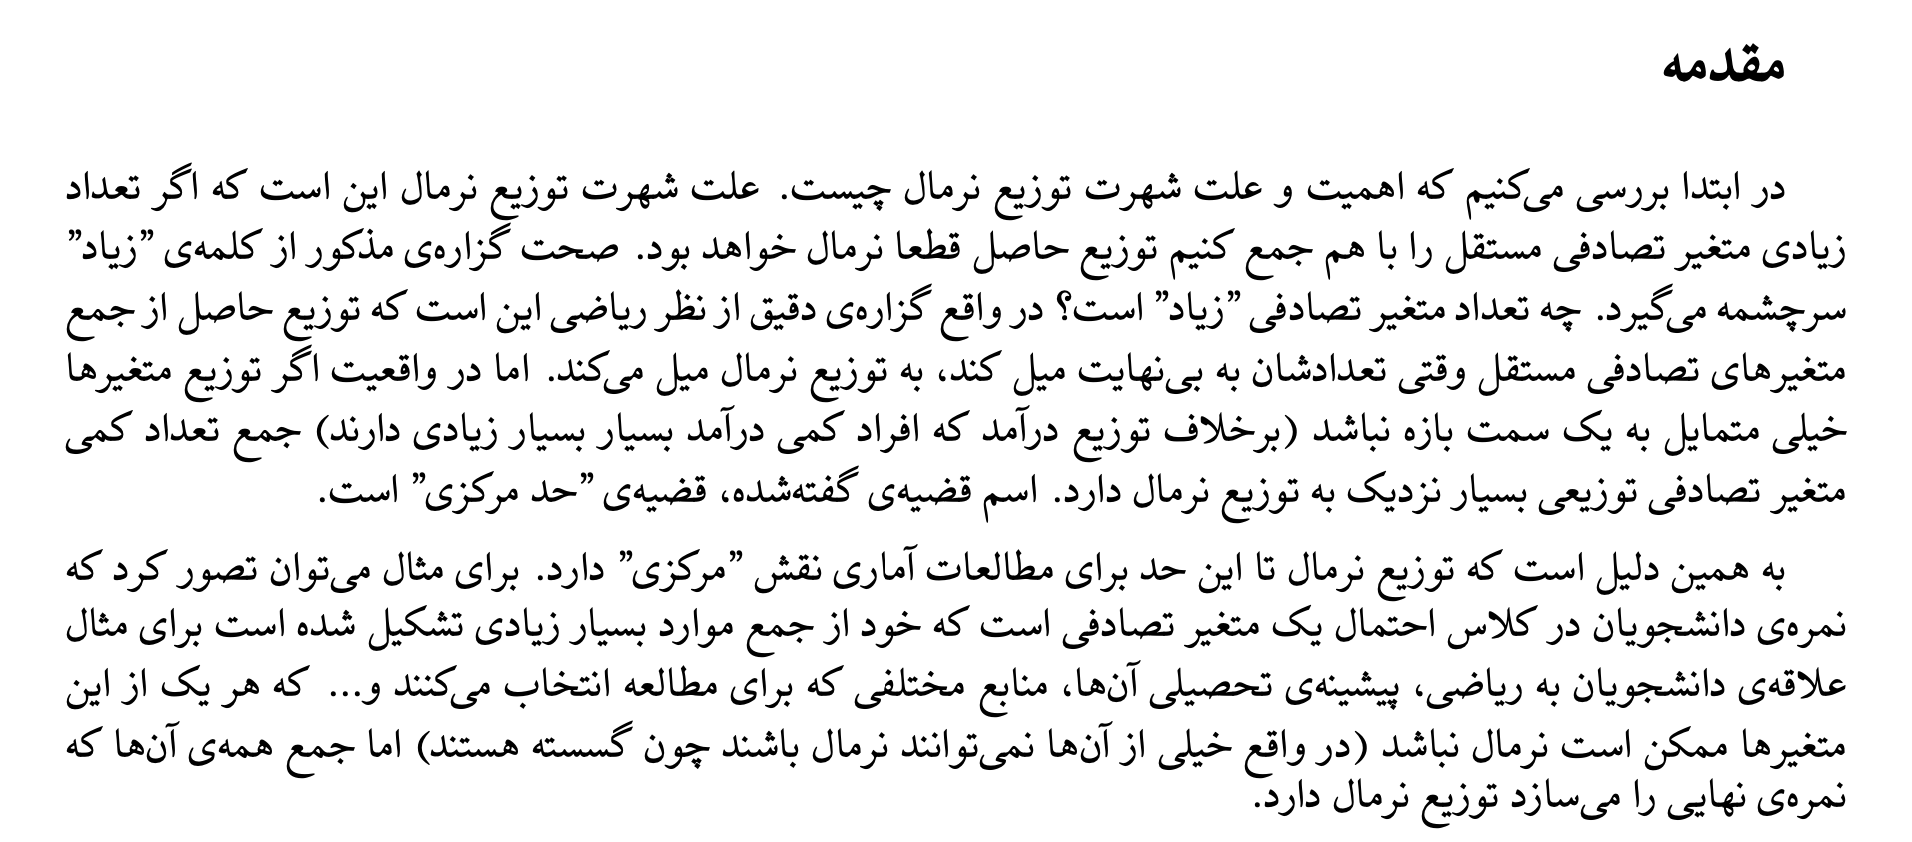 مقدمه
در ابتدا بررسی می‌کنیم که اهمیت و علت شهرت توزیع نرمال چیست. علت شهرت توزیع نرمال این است که اگر تعداد
زیادی متغیر تصادفی مستقل را با هم جمع کنیم توزیع حاصل قطعا نرمال خواهد بود. صحت گزاره‌ی مذکور از کلمه‌ی ”زیاد”
سرچشمه می‌گیرد. چه تعداد متغیر تصادفی ”زیاد” است؟ در واقع گزاره‌ی دقیق از نظر ریاضی این است که توزیع حاصل از جمع
متغیرهای تصادفی مستقل وقتی تعدادشان به بی‌نهایت میل کند، به توزیع نرمال میل می‌کند. اما در واقعیت اگر توزیع متغیرها
خیلی متمایل به یک سمت بازه نباشد (برخلاف توزیع درآمد که افراد کمی درآمد بسیار بسیار زیادی دارند) جمع تعداد کمی
متغیر تصادفی توزیعی بسیار نزدیک به توزیع نرمال دارد. اسم قضیه‌ی گفته‌شده، قضیه‌ی ”حد مرکزی” است.
به همین دلیل است که توزیع نرمال تا این حد برای مطالعات آماری نقش ”مرکزی” دارد. برای مثال می‌توان تصور کرد که
نمره‌ی دانشجویان در کلاس احتمال یک متغیر تصادفی است که خود از جمع موارد بسیار زیادی تشکیل شده است برای مثال
علاقه‌ی دانشجویان به ریاضی، پیشینه‌ی تحصیلی آن‌ها، منابع مختلفی که برای مطالعه انتخاب می‌کنند و... که هر یک از این
متغیرها ممکن است نرمال نباشد (در واقع خیلی از آن‌ها نمی‌توانند نرمال باشند چون گسسته هستند) اما جمع همه‌ی آن‌ها که
نمره‌ی نهایی را می‌سازد توزیع نرمال دارد.